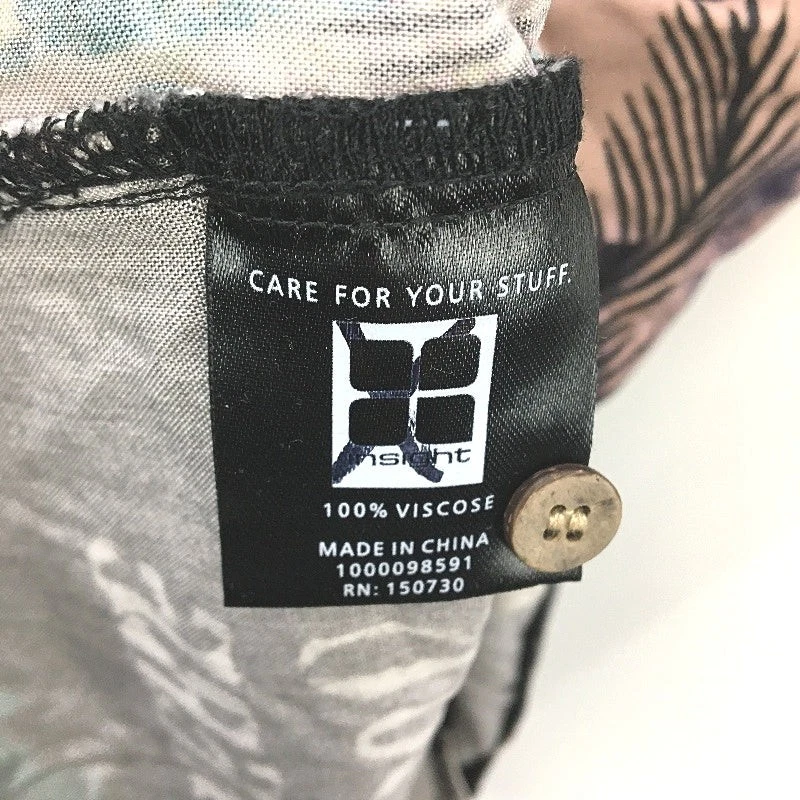 CARE FOR YOUR STUFF.
insight
100% VISCOSE
MADE IN CHINA
1000098591
RN: 150730